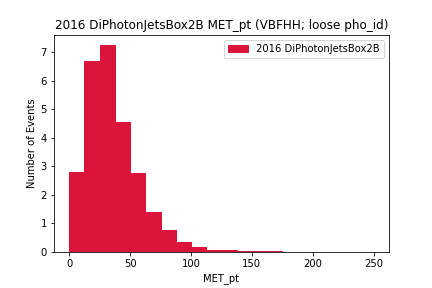 2016 DiPhotonJetsBox2B MET_pt (VBFHH; loose pho_id)
2016 DiPhotonJetsBox2B
7
6
5
4
3
2
1
0
Number of Events
0 50 100 150 200 250
MET_pt